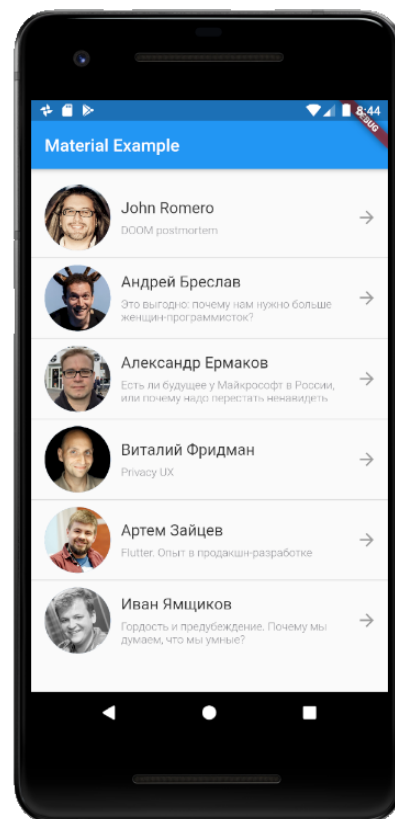 8:44
DEBUG
Material Example
John Romero
DOOM postmortem
Андрей Бреслав
Это выгодно: почему нам нужно больше
женщин-программисток?
Александр Ермаков
Есть ли будущее у Майкрософт в России,
или почему надо перестать ненавидеть
Виталий Фридман
Privacy UX
Артем Зайцев
Flutter. Опыт в продакшн-разработке
Иван Ямщиков
Гордость и предубеждение. Почему мы
думаем, что мы умные?